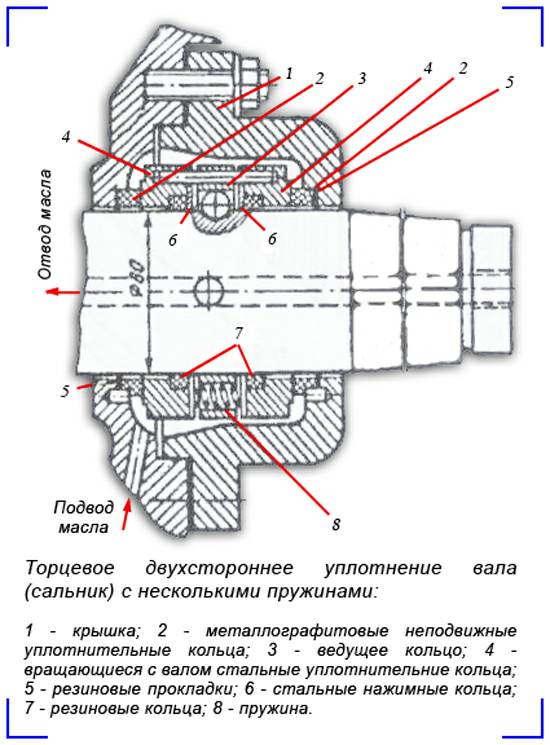 1
2
3
4
2
5
4
6
6
Отвод масла
Ф80
7
5
8
Подвод
масла
Торцевое двухстороннее уплотнение вала
(сальник) с несколькими пружинами:
1 - крышка; 2 - металлографитовые неподвижные
уплотнительные кольца; 3 - ведущее кольцо; 4 -
вращающиеся с валом стальные уплотнительние кольца;
5 - резиновые прокладки; 6 - стальные нажимные кольца;
7 - резиновые кольца; 8 - пружина.